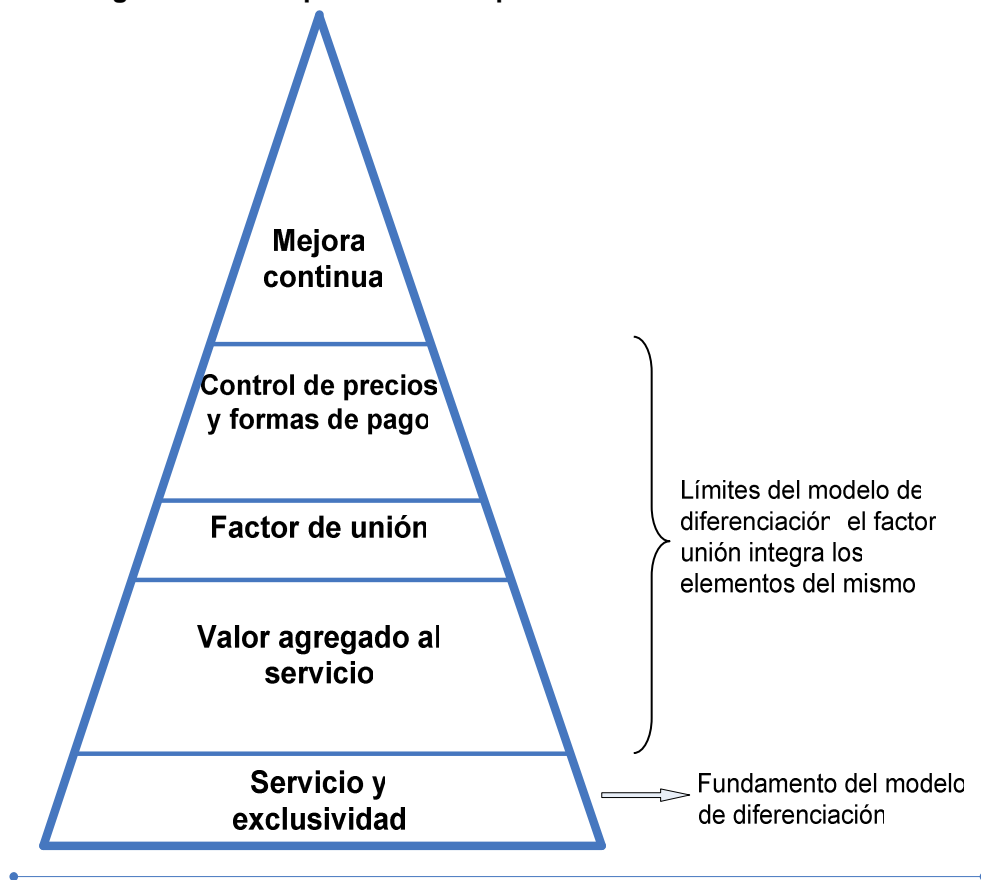 Mejora
continua
Control de precios
y formas de pago
Factor de unión
Valor agregado al
servicio
Servicio y
exclusividad
Límites del modelo de
diferenciación el factor
unión integra los
elementos del mismo
Fundamento del modelo
de diferenciación